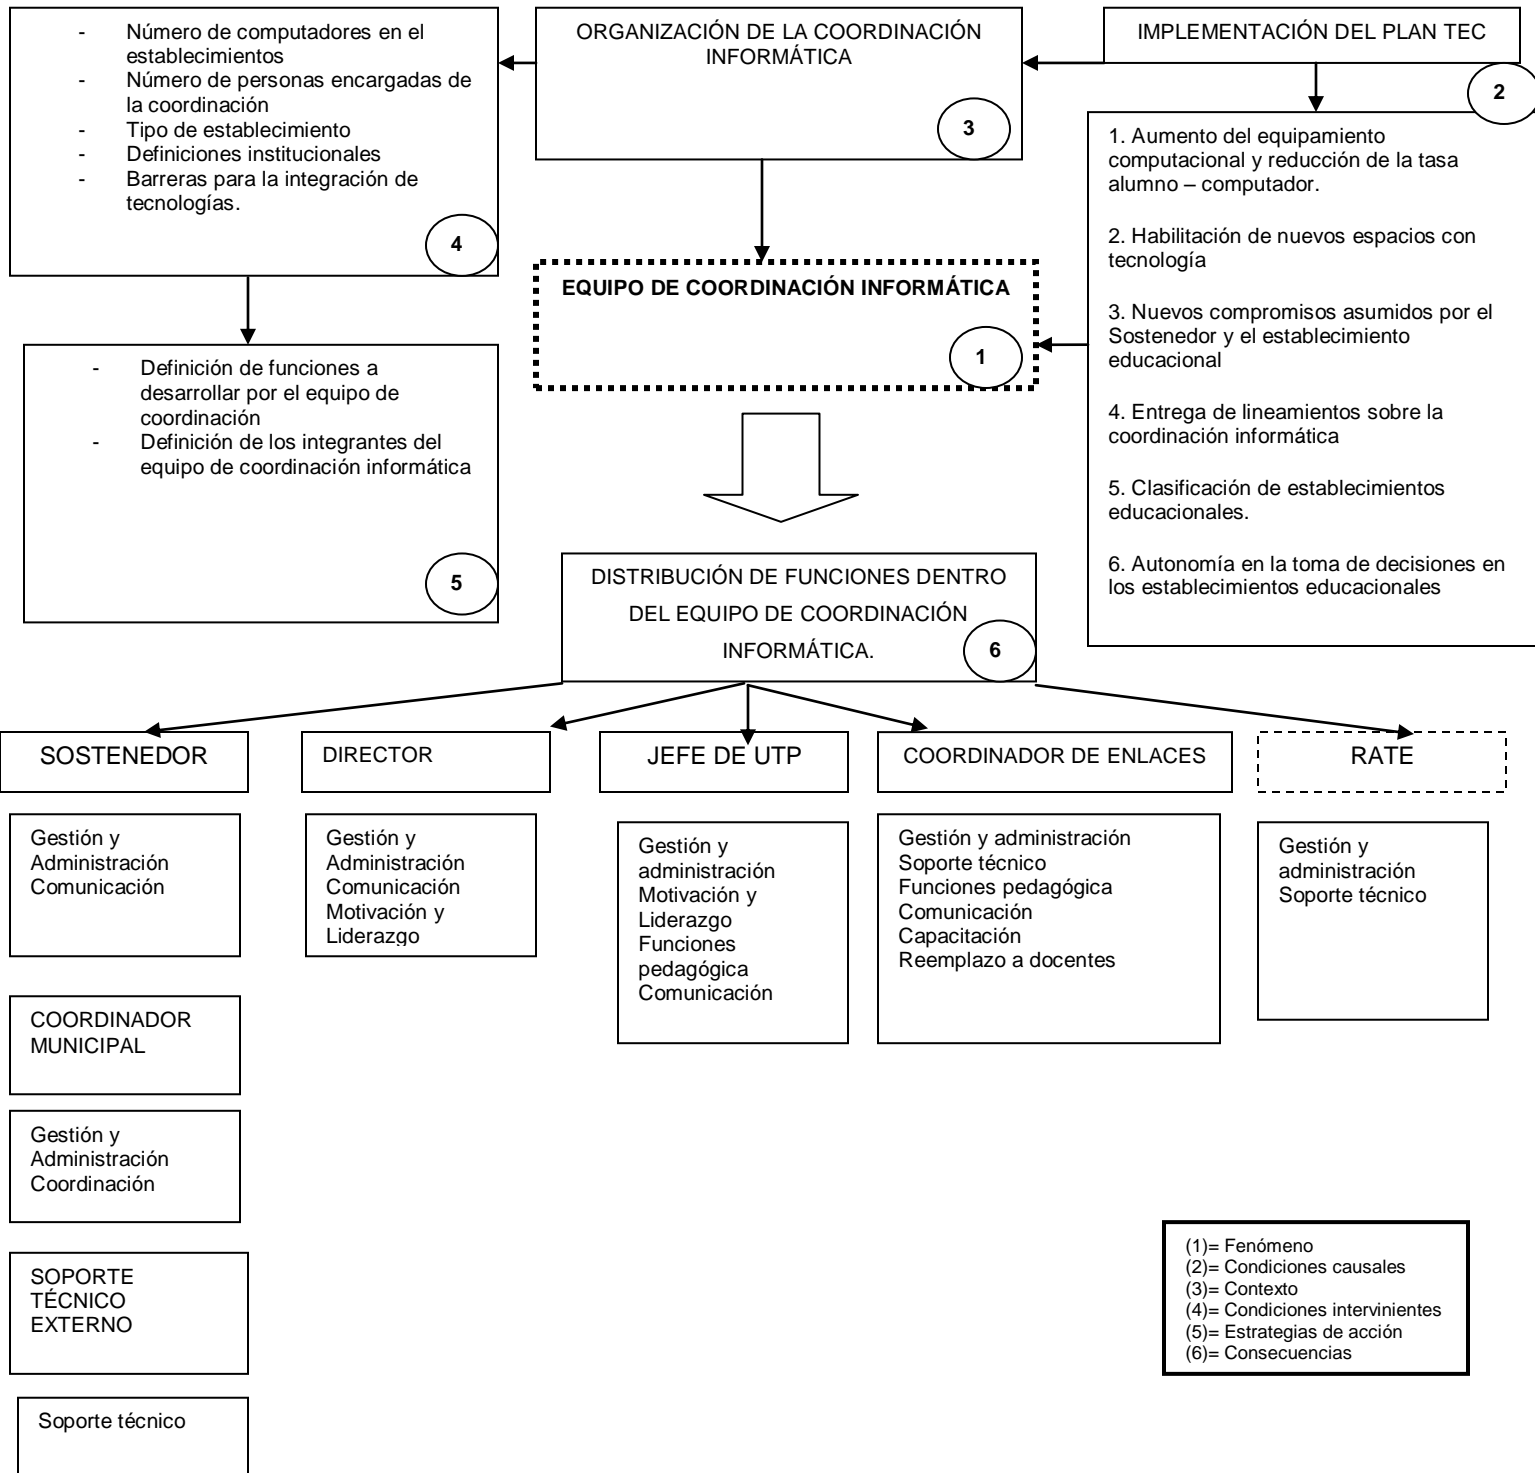 - Número de computadores en el
establecimientos
- Número de personas encargadas de
la coordinación
- Tipo de establecimiento
- Definiciones institucionales
- Barreras para la integración de
tecnologías.
4
ORGANIZACIÓN DE LA COORDINACIÓN
INFORMÁTICA
3
IMPLEMENTACIÓN DEL PLAN TEC
2
1. Aumento del equipamiento
computacional y reducción de la tasa
alumno – computador.
2. Habilitación de nuevos espacios con
tecnología
3. Nuevos compromisos asumidos por el
Sostenedor y el establecimiento
educacional
4. Entrega de lineamientos sobre la
coordinación informática
5. Clasificación de establecimientos
educacionales.
6. Autonomía en la toma de decisiones en
los establecimientos educacionales
EQUIPO DE COORDINACIÓN INFORMÁTICA
1
- Definición de funciones a
desarrollar por el equipo de
coordinación
- Definición de los integrantes del
equipo de coordinación informática
5
DISTRIBUCIÓN DE FUNCIONES DENTRO
DEL EQUIPO DE COORDINACIÓN
INFORMÁTICA.
6
SOSTENEDOR
DIRECTOR
JEFE DE UTP
COORDINADOR DE ENLACES
RATE
Gestión y
Administración
Comunicación
Gestión y
Administración
Comunicación
Motivación y
Liderazgo
Gestión y
administración
Motivación y
Liderazgo
Funciones
pedagógica
Comunicación
Gestión y administración
Soporte técnico
Funciones pedagógica
Comunicación
Capacitación
Reemplazo a docentes
Gestión y
administración
Soporte técnico
COORDINADOR
MUNICIPAL
Gestión y
Administración
Coordinación
SOPORTE
TÉCNICO
EXTERNO
Soporte técnico
(1)= Fenómeno
(2)= Condiciones causales
(3)= Contexto
(4)= Condiciones intervinientes
(5)= Estrategias de acción
(6)= Consecuencias